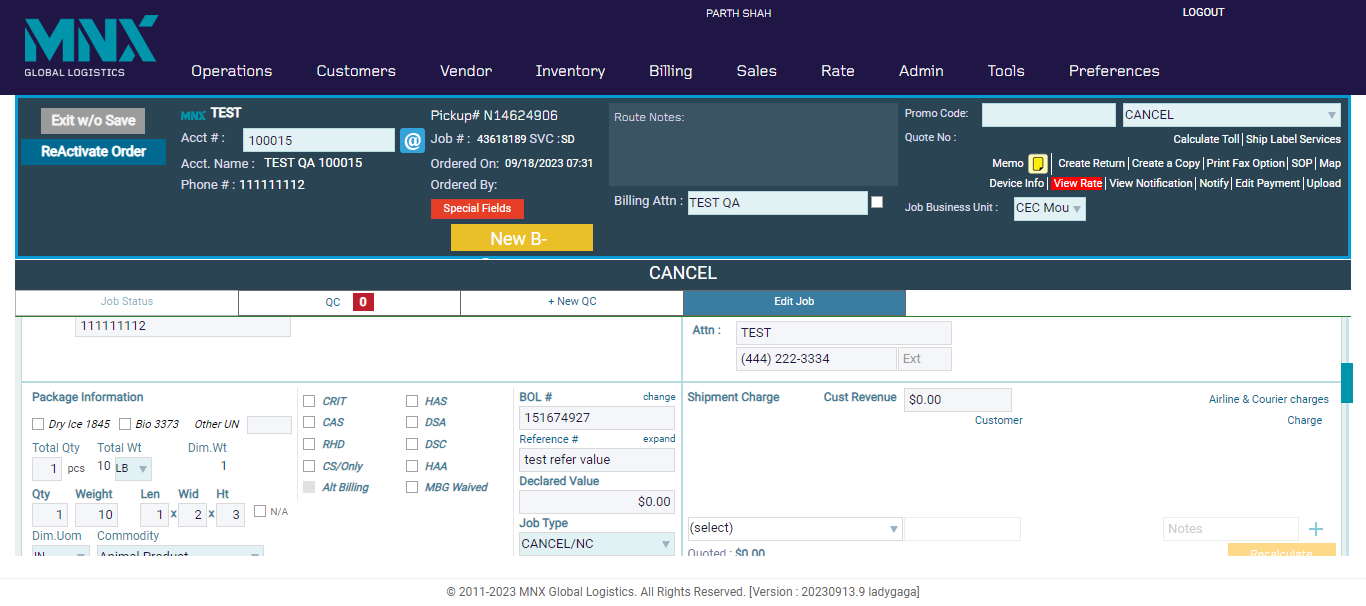 PARTH SHAH
LOGOUT
MNX
GLOBAL LOGISTICS
Operations Customers Vendor Inventory Billing Sales Rate Admin Tools Preferences
Exit w/o Save
ReActivate Order
MNX TEST
Acct # : 100015 @
Acct. Name : TEST QA 100015
Phone # : 111111112
Pickup# N14624906
Job # : 43618189 SVC :SD
Ordered On: 09/18/2023 07:31
Ordered By:
Special Fields
New B-
Route Notes:
Billing Attn : TEST QA
Promo Code: CANCEL
Quote No :
Calculate Toll| Ship Label Services
Memo | Create Return| Create a Copy| Print Fax Option| SOP| Map
Device Info| View Rate| View Notification| Notify| Edit Payment| Upload
Job Business Unit : CEC Mou
CANCEL
Job Status QC 0 + New QC Edit Job
111111112
Attn : TEST
(444) 222-3334 Ext
Package Information
Dry Ice 1845 Bio 3373 Other UN
Total Qty Total Wt Dim.Wt
1 pcs 10 LB 1
Qty Weight Len Wid Ht
1 10 1 x 2 x 3 N/A
Dim.Uom Commodity
IN Animal Product
CRIT HAS
CAS DSA
RHD DSC
CS/Only HAA
Alt Billing MBG Waived
BOL # change
151674927
Reference # expand
test refer value
Declared Value
$0.00
Job Type
CANCEL/NC
Shipment Charge Cust Revenue $0.00 Airline & Courier charges
Customer Charge
(select) Notes +
Quoted : $0.00
Recalculate
© 2011-2023 MNX Global Logistics. All Rights Reserved. [Version : 20230913.9 ladygaga]